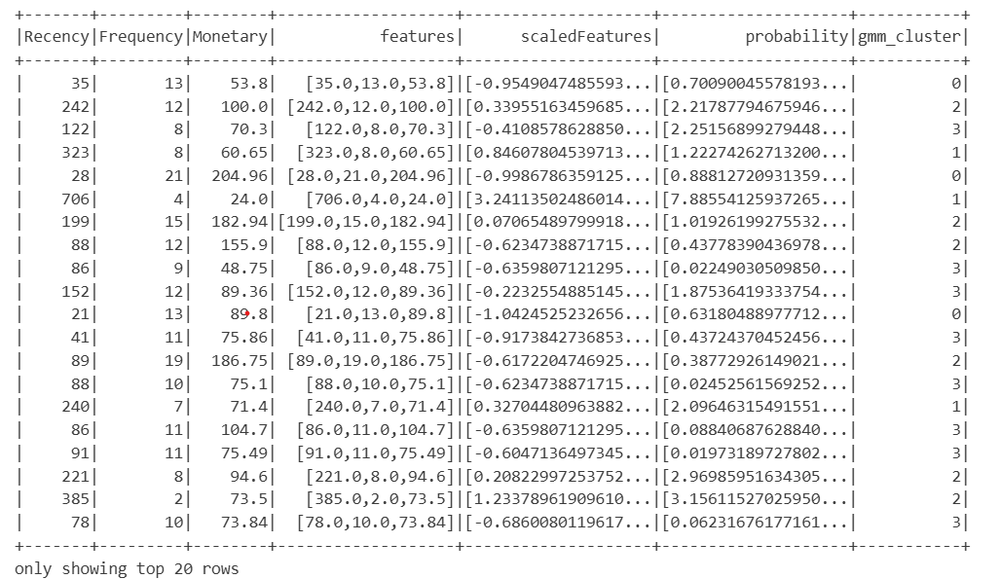 +-------+---------+--------+-------------------+--------------------+--------------------+-----------+
|Recency|Frequency|Monetary|           features|      scaledFeatures|         probability|gmm_cluster|
+-------+---------+--------+-------------------+--------------------+--------------------+-----------+
|     35|       13|    53.8|   [35.0,13.0,53.8]|[-0.9549047485593...|[0.70090045578193...|          0|
|    242|       12|   100.0| [242.0,12.0,100.0]|[0.33955163459685...|[2.21787794675946...|          2|
|    122|        8|    70.3|   [122.0,8.0,70.3]|[-0.4108578628850...|[2.25156899279448...|          3|
|    323|        8|   60.65|  [323.0,8.0,60.65]|[0.84607804539713...|[1.22274262713200...|          1|
|     28|       21|  204.96| [28.0,21.0,204.96]|[-0.9986786359125...|[0.88812720931359...|          0|
|    706|        4|    24.0|   [706.0,4.0,24.0]|[3.24113502486014...|[7.88554125937265...|          1|
|    199|       15|  182.94|[199.0,15.0,182.94]|[0.07065489799918...|[1.01926199275532...|          2|
|     88|       12|   155.9|  [88.0,12.0,155.9]|[-0.6234738871715...|[0.43778390436978...|          2|
|     86|        9|   48.75|   [86.0,9.0,48.75]|[-0.6359807121295...|[0.02249030509850...|          3|
|    152|       12|   89.36| [152.0,12.0,89.36]|[-0.2232554885145...|[1.87536419333754...|          3|
|     21|       13|    89.8|   [21.0,13.0,89.8]|[-1.0424525232656...|[0.63180488977712...|          0|
|     41|       11|   75.86|  [41.0,11.0,75.86]|[-0.9173842736853...|[0.43724370452456...|          3|
|     89|       19|  186.75| [89.0,19.0,186.75]|[-0.6172204746925...|[0.38772926149021...|          2|
|     88|       10|    75.1|   [88.0,10.0,75.1]|[-0.6234738871715...|[0.02452561569252...|          3|
|    240|        7|    71.4|   [240.0,7.0,71.4]|[0.32704480963882...|[2.09646315491551...|          1|
|     86|       11|   104.7|  [86.0,11.0,104.7]|[-0.6359807121295...|[0.08840687628840...|          3|
|     91|       11|   75.49|  [91.0,11.0,75.49]|[-0.6047136497345...|[0.01973189727802...|          3|
|    221|        8|    94.6|   [221.0,8.0,94.6]|[0.20822997253752...|[2.96985951634305...|          2|
|    385|        2|    73.5|   [385.0,2.0,73.5]|[1.23378961909610...|[3.15611527025950...|          2|
|     78|       10|   73.84|  [78.0,10.0,73.84]|[-0.6860080119617...|[0.06231676177161...|          3|
+-------+---------+--------+-------------------+--------------------+--------------------+-----------+
only showing top 20 rows